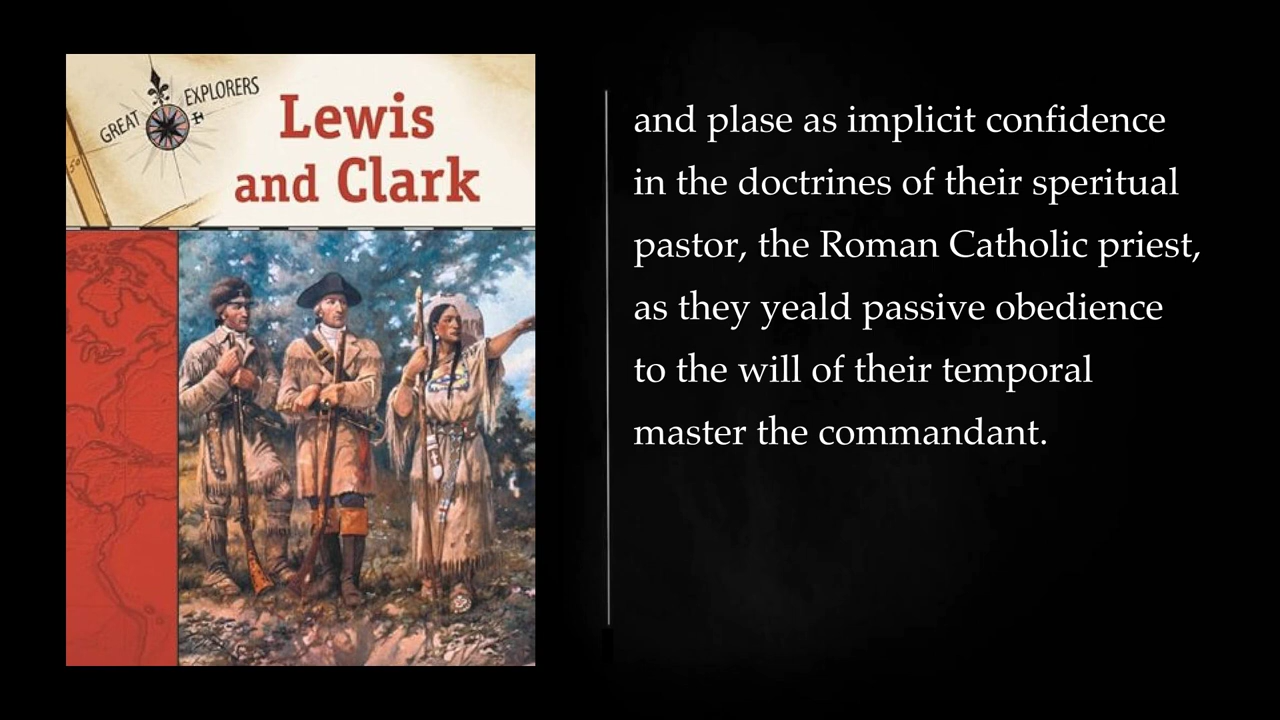 GREAT EXPLORERS
Lewis
and Clark
and plase as implicit confidence
in the doctrines of their speritual
pastor, the Roman Catholic priest,
as they yeald passive obedience
to the will of their temporal
master the commandant.